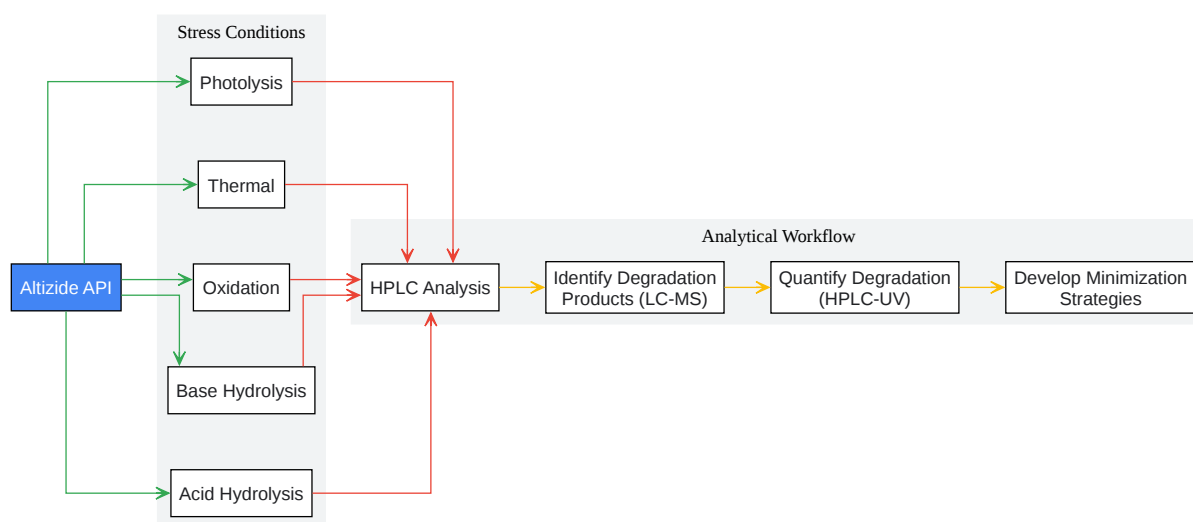 Stress Conditions
Photolysis
Thermal
Altizide API
Oxidation
Base Hydrolysis
Acid Hydrolysis
Analytical Workflow
HPLC Analysis
Identify Degradation
Products (LC-MS)
Quantify Degradation
(HPLC-UV)
Develop Minimization
Strategies